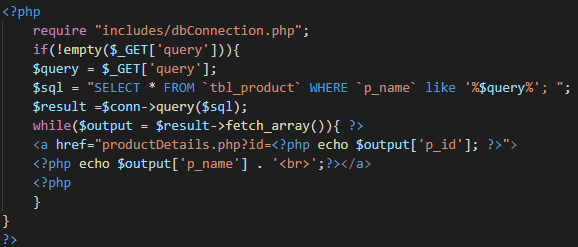 <?php
    require "includes/dbConnection.php";
    if(!empty($_GET['query'])){
    $query = $_GET['query'];
    $sql = "SELECT * FROM `tbl_product` WHERE `p_name` like '%$query%'; ";
    $result =$conn->query($sql);
    while($output = $result->fetch_array()){ ?>
    <a href="productDetails.php?id=<?php echo $output['p_id']; ?>">
    <?php echo $output['p_name'] . '<br>';?></a>
    <?php
    }
}
?>